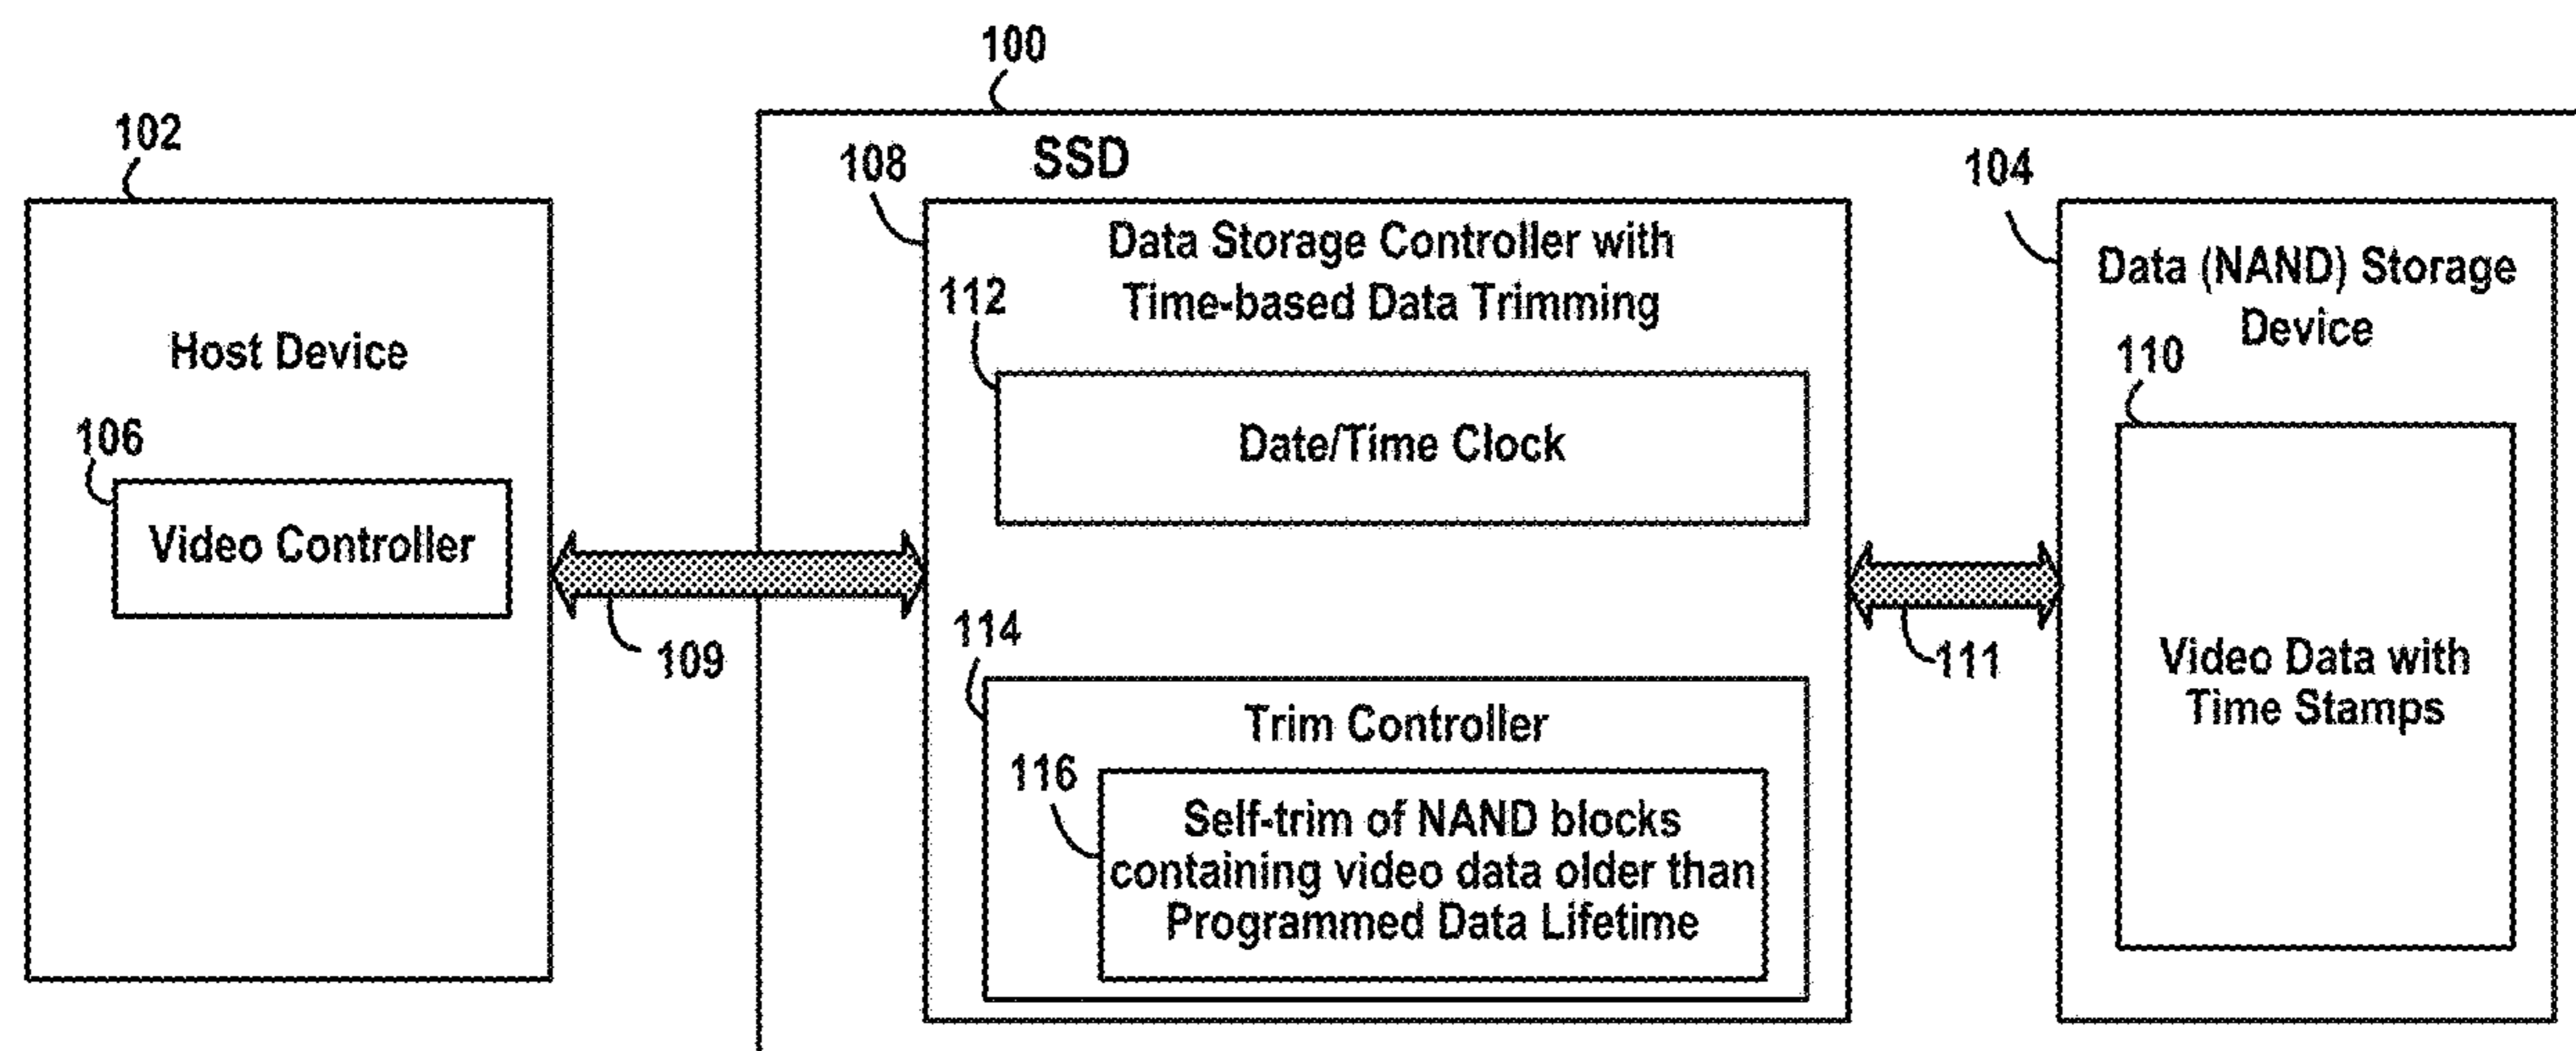 100
102
SSD
108
104
Data Storage Controller with
Time-based Data Trimming
112
Data (NAND) Storage
Device
110
Host Device
Date/Time Clock
106
Video Controller
109
111
114
Trim Controller
Video Data with
Time Stamps
116
Self-trim of NAND blocks
containing video data older than
Programmed Data Lifetime